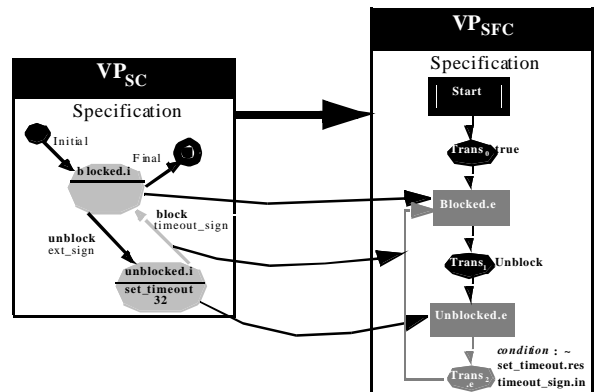 VP_SC
Specification
Initial
Final
blocked.i
block
timeout_sign
unblock
ext_sign
unblocked.i
set_timeout
32
VP_SFC
Specification
Start
Trans_0 true
Blocked.e
Trans_1 Unblock
Unblocked.e
Trans_2
.e
condition : ~
set_timeout.res
timeout_sign.in